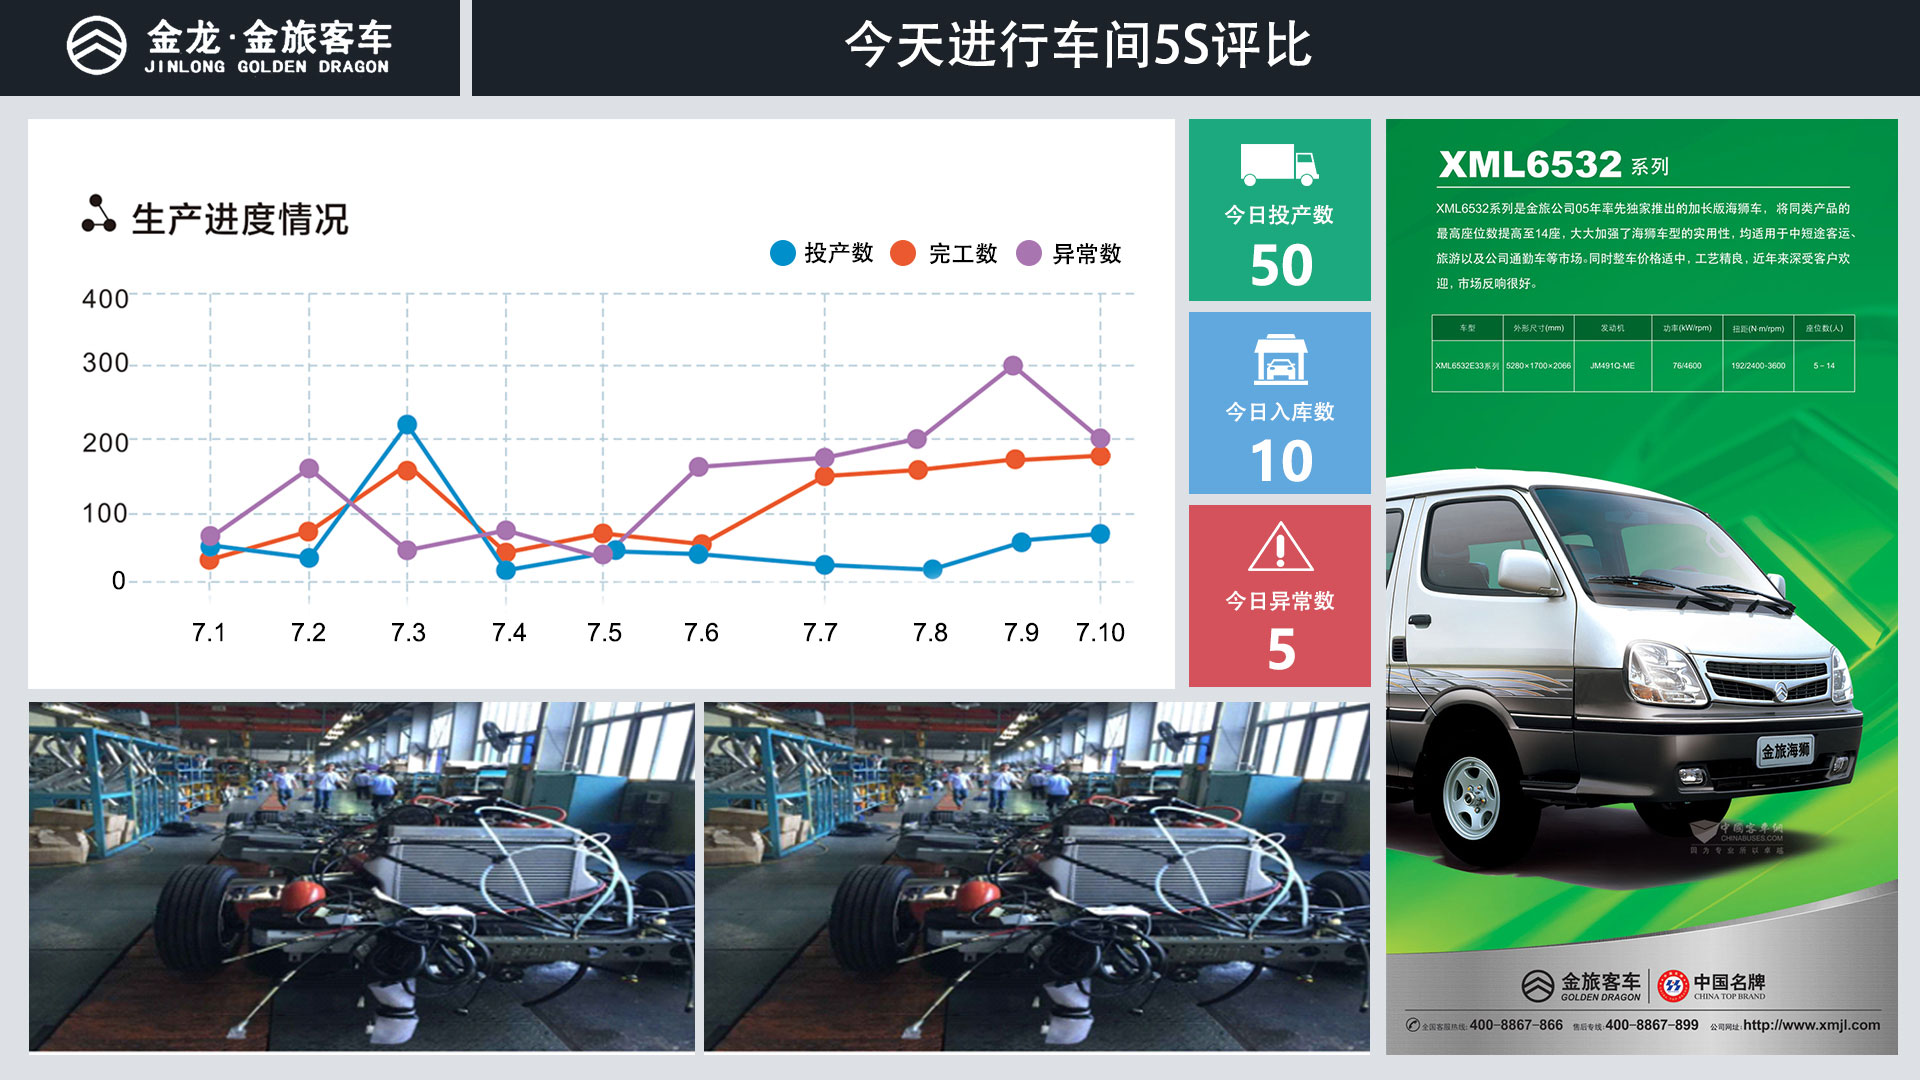 金龙·金旅客车
JINLONG GOLDEN DRAGON
今天进行车间5S评比
生产进度情况
投产数 完工数 异常数
400
300
200
100
0
7.1 7.2 7.3 7.4 7.5 7.6 7.7 7.8 7.9 7.10
今日投产数
50
今日入库数
10
今日异常数
5
XML6532 系列
XML6532系列是金旅公司05年率先独家推出的加长版海狮车，将同类产品的
最高座位数提高至14座，大大加强了海狮车型的实用性，均适用于中短途客运、
旅游以及公司通勤车等市场。同时整车价格适中，工艺精良，近年来深受客户欢
迎，市场反响很好。
车型 外形尺寸(mm) 发动机 功率(kW/rpm) 扭距(N·m/rpm) 座位数(人)
XML6532E33系列 5280×1700×2066 JM491Q-ME 76/4600 192/2400-3600 5－14
金旅海狮
中国客车网
CHINABUSES.COM
因为专业所以卓越
金旅客车 中国名牌
GOLDEN DRAGON CHINA TOP BRAND
全国客服热线: 400-8867-866 售后专线: 400-8867-899 公司网址: http://www.xmjl.com